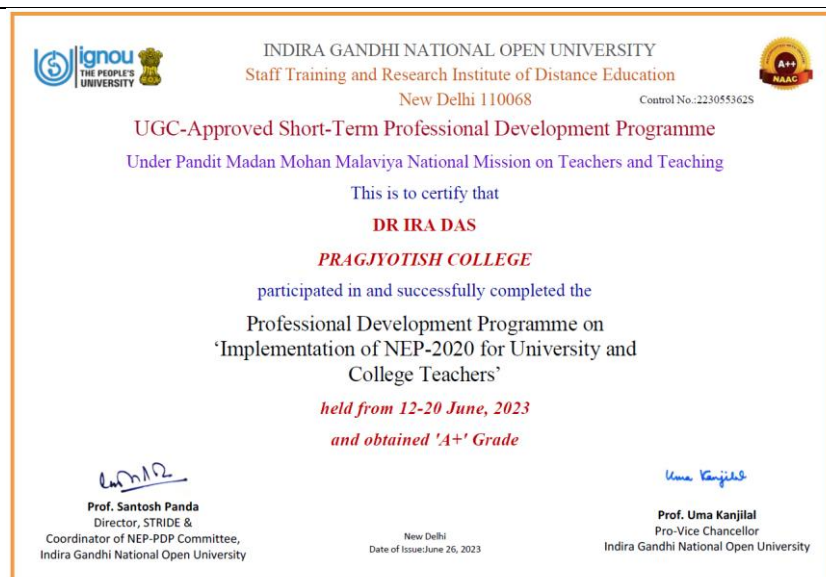 ignou
THE PEOPLE'S
UNIVERSITY
INDIRA GANDHI NATIONAL OPEN UNIVERSITY
Staff Training and Research Institute of Distance Education
New Delhi 110068
Control No.:223055362S
A++
NAAC
UGC-Approved Short-Term Professional Development Programme
Under Pandit Madan Mohan Malaviya National Mission on Teachers and Teaching
This is to certify that
DR IRA DAS
PRAGJYOTISH COLLEGE
participated in and successfully completed the
Professional Development Programme on
‘Implementation of NEP-2020 for University and
College Teachers’
held from 12-20 June, 2023
and obtained 'A+' Grade
Prof. Santosh Panda
Director, STRIDE &
Coordinator of NEP-PDP Committee,
Indira Gandhi National Open University
New Delhi
Date of Issue:June 26, 2023
Uma Kanjilal
Prof. Uma Kanjilal
Pro-Vice Chancellor
Indira Gandhi National Open University